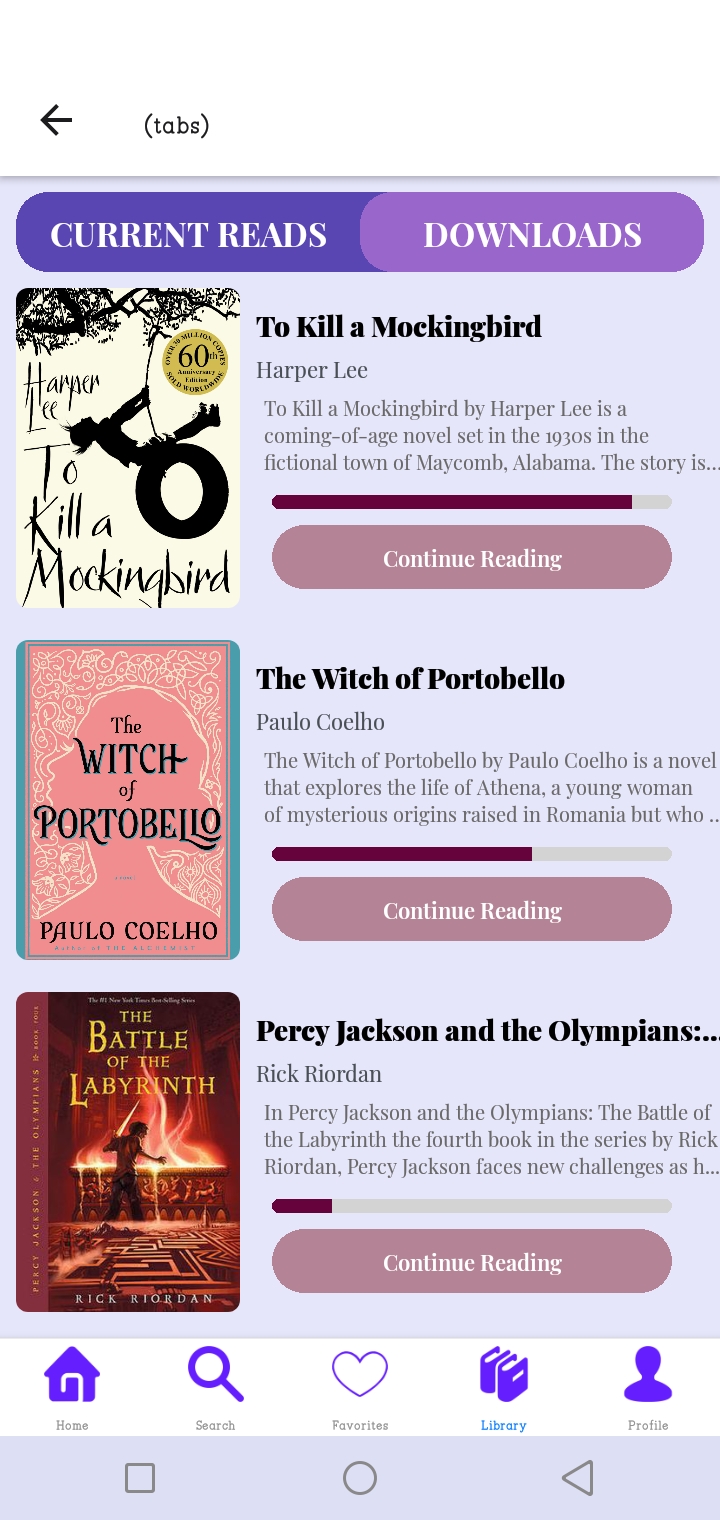 (tabs)
CURRENT READS
DOWNLOADS
Harper
Lee
To
Kill a
Mockingbird
OVER 30 MILLION COPIES
60th
Anniversary
Edition
SOLD WORLDWIDE
To Kill a Mockingbird
Harper Lee
To Kill a Mockingbird by Harper Lee is a
coming-of-age novel set in the 1930s in the
fictional town of Maycomb, Alabama. The story is...
Continue Reading
The
WITCH
of
PORTOBELLO
A NOVEL
PAULO COELHO
Author of THE ALCHEMIST
The Witch of Portobello
Paulo Coelho
The Witch of Portobello by Paulo Coelho is a novel
that explores the life of Athena, a young woman
of mysterious origins raised in Romania but who ..
Continue Reading
The #1 New York Times Best-Selling Series
PERCY JACKSON & THE OLYMPIANS BOOK FOUR
THE
BATTLE
OF THE
LABYRINTH
RICK RIORDAN
Percy Jackson and the Olympians:...
Rick Riordan
In Percy Jackson and the Olympians: The Battle of
the Labyrinth the fourth book in the series by Rick
Riordan, Percy Jackson faces new challenges as h...
Continue Reading
Home
Search
Favorites
Library
Profile